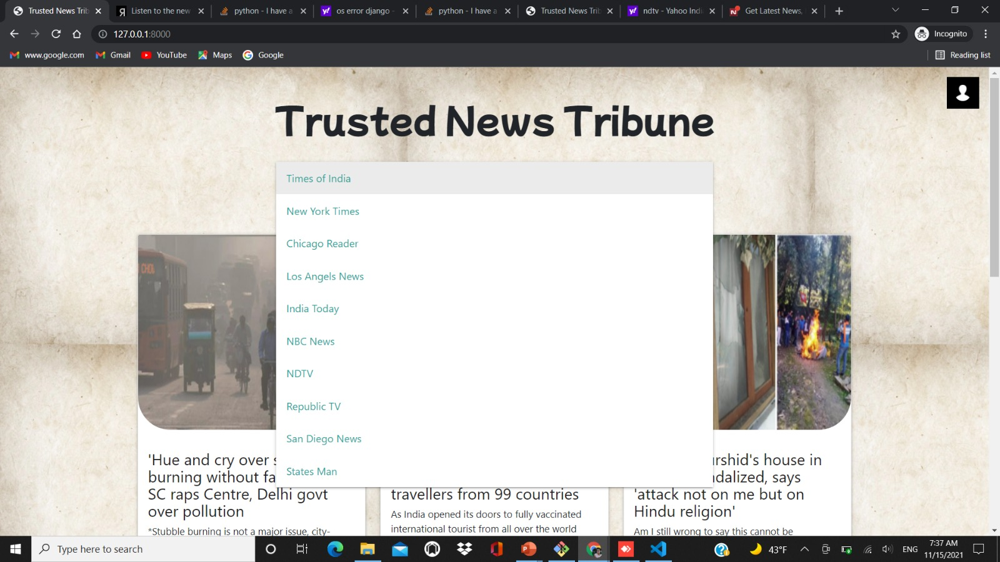 Trusted News Trib
Listen to the new
python - I have a
os error django -
python - I have a
Trusted News Trib
ndtv - Yahoo Indi
Get Latest News,
127.0.0.1:8000
Incognito
www.google.com
Gmail
YouTube
Maps
Google
Reading list
Trusted News Tribune
Times of India
New York Times
Chicago Reader
Los Angels News
India Today
NBC News
NDTV
Republic TV
San Diego News
States Man
'Hue and cry over s
burning without fa
SC raps Centre, Delhi govt
over pollution
*Stubble burning is not a major issue, city-
travellers from 99 countries
As India opened its doors to fully vaccinated
international tourist from all over the world
urshid's house in
dalized, says
'attack not on me but on
Hindu religion'
Am I still wrong to say this cannot be
Type here to search
43°F
ENG
7:37 AM
11/15/2021